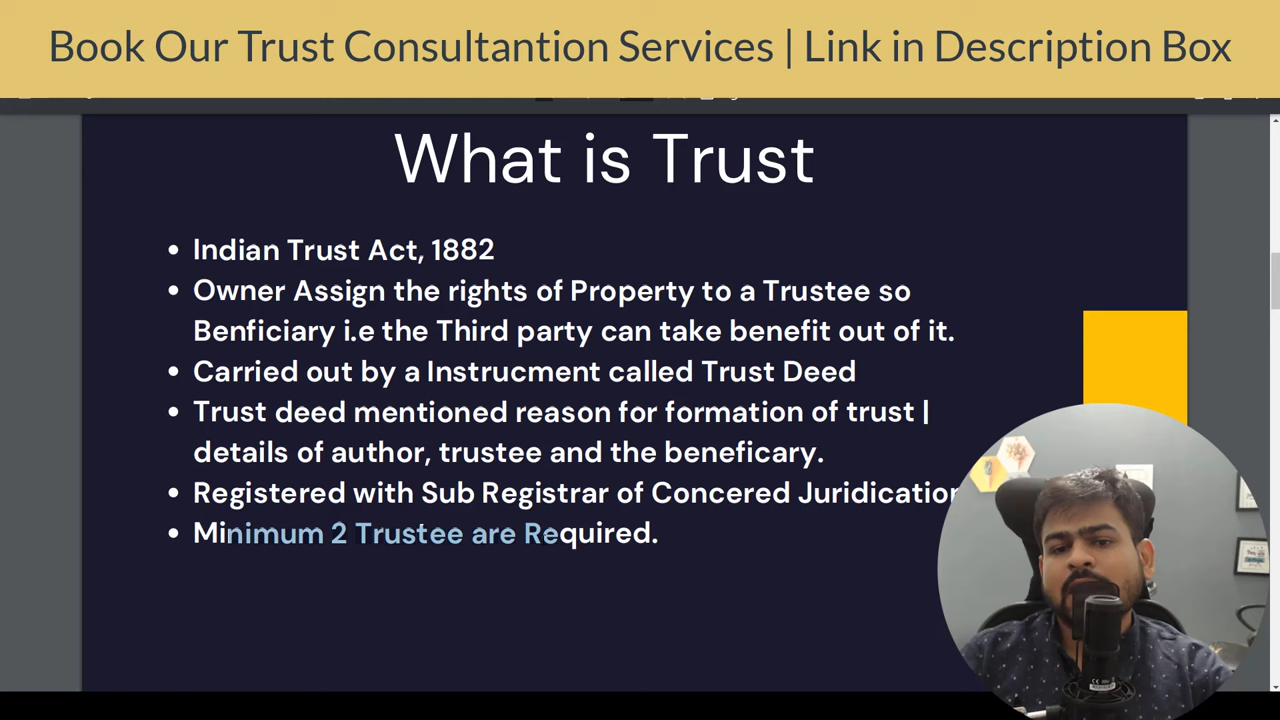 Book Our Trust Consultantion Services | Link in Description Box
What is Trust
• Indian Trust Act, 1882
• Owner Assign the rights of Property to a Trustee so
Benficiary i.e the Third party can take benefit out of it.
• Carried out by a Instrucment called Trust Deed
• Trust deed mentioned reason for formation of trust |
details of author, trustee and the beneficary.
• Registered with Sub Registrar of Concered Juridication
• Minimum 2 Trustee are Required.